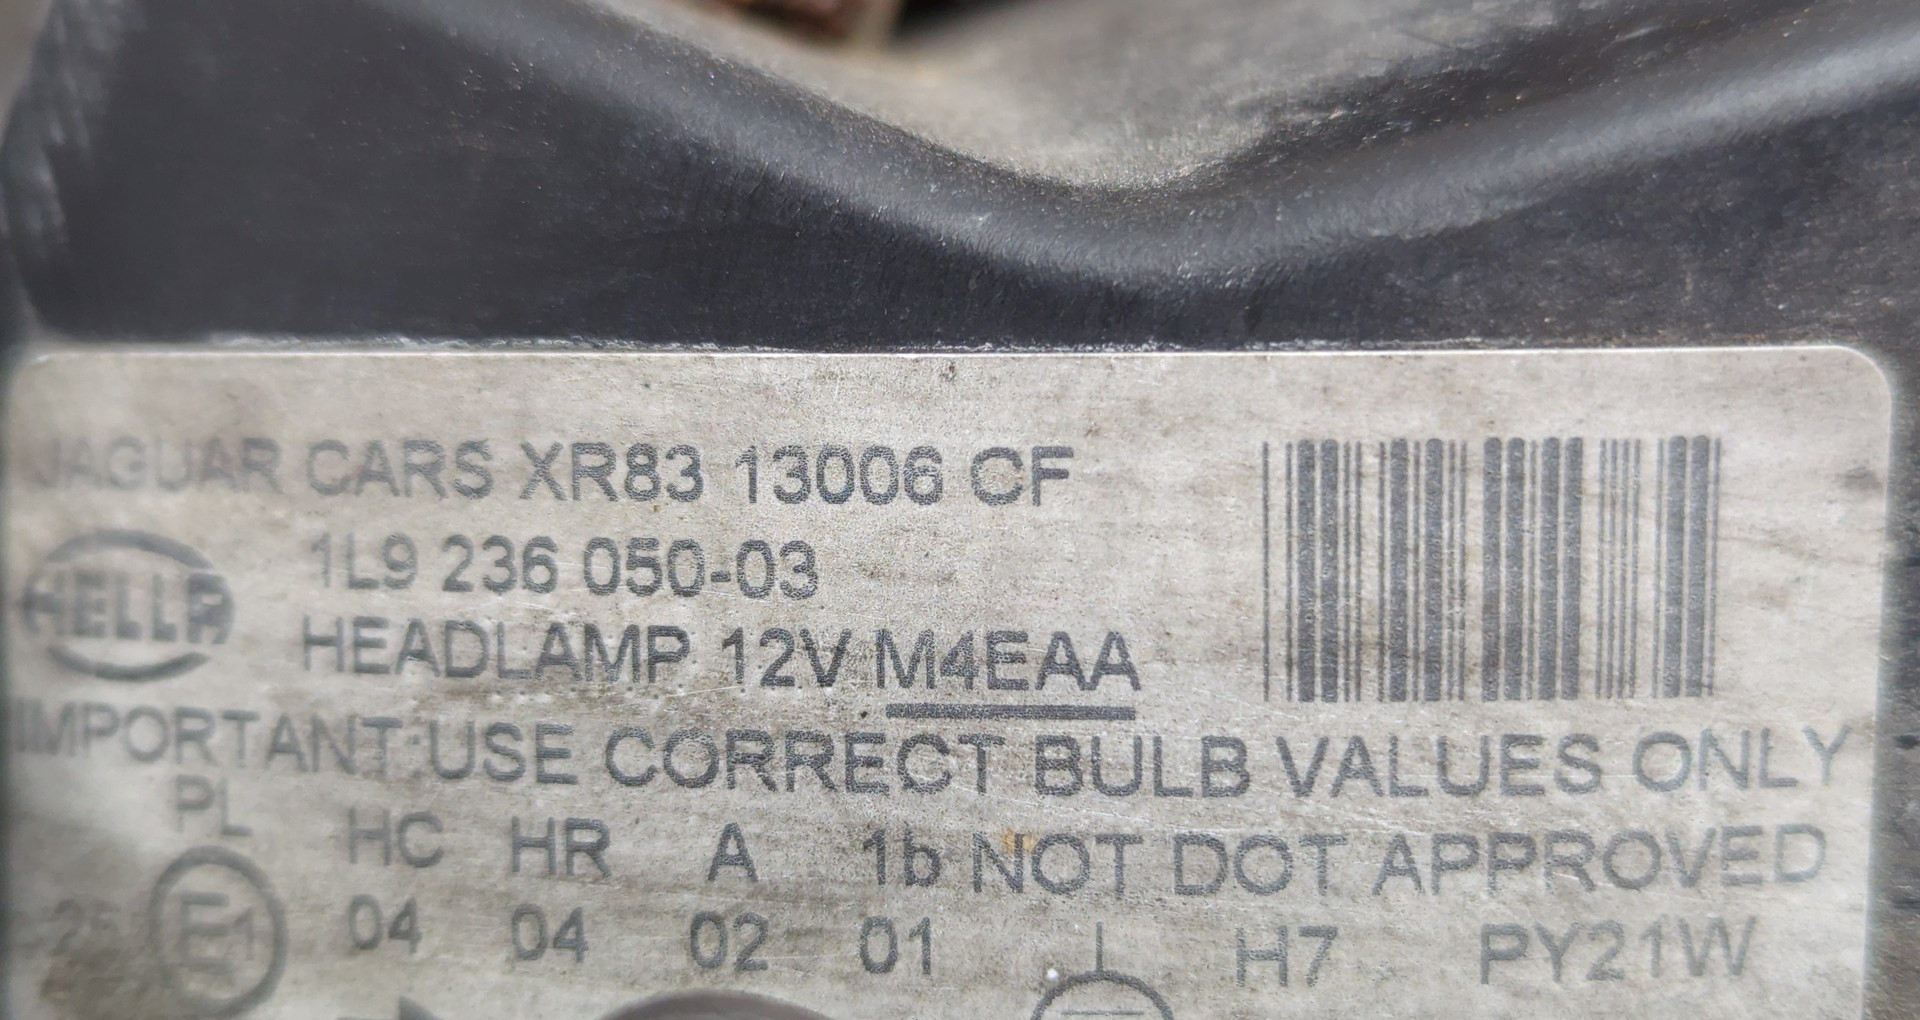 JAGUAR CARS XR83 13006 CF
HELLA
1L9 236 050-03
HEADLAMP 12V M4EAA
IMPORTANT USE CORRECT BULB VALUES ONLY
PL HC HR A 1b NOT DOT APPROVED
E1 04 04 02 01 H7 PY21W